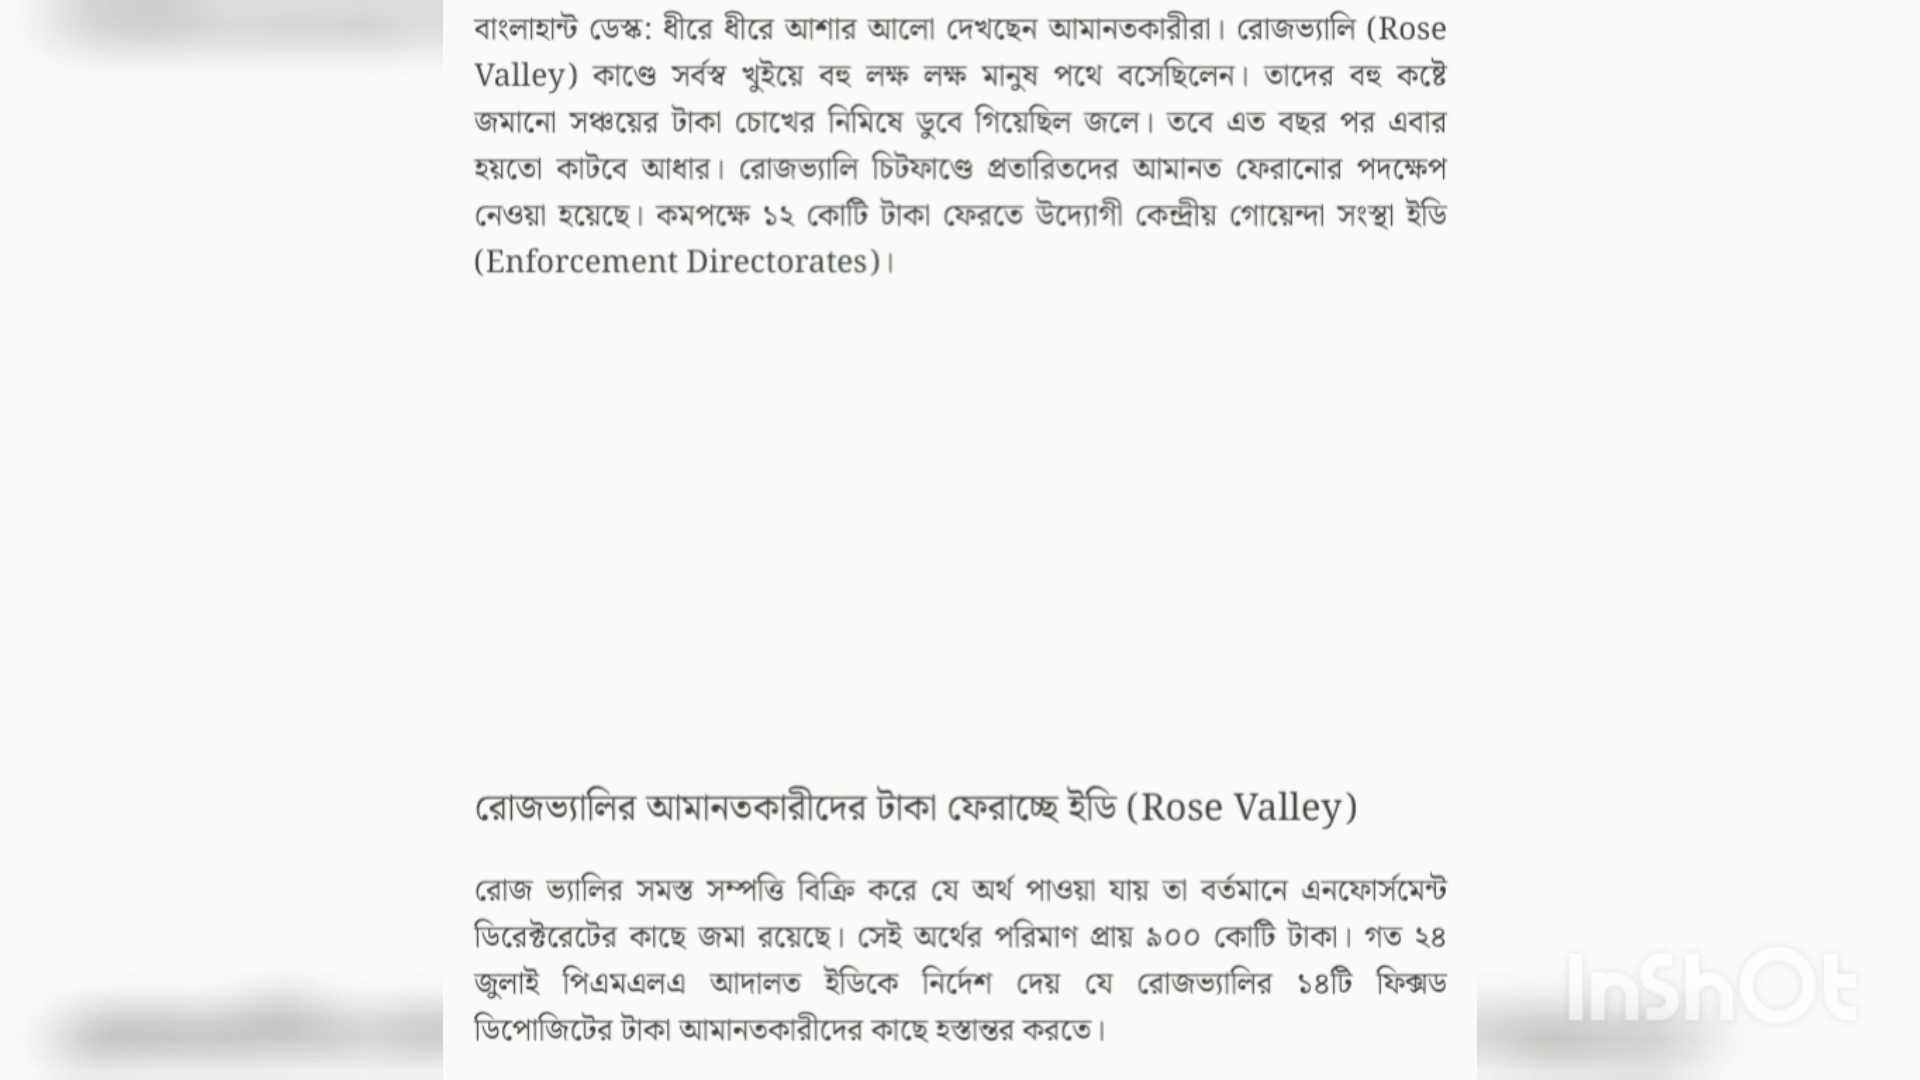 বাংলাহান্ট ডেস্ক: ধীরে ধীরে আশার আলো দেখছেন আমানতকারীরা। রোজভ্যালি (Rose
Valley) কাণ্ডে সর্বস্ব খুইয়ে বহু লক্ষ লক্ষ মানুষ পথে বসেছিলেন। তাদের বহু কষ্টে
জমানো সঞ্চয়ের টাকা চোখের নিমিষে ডুবে গিয়েছিল জলে। তবে এত বছর পর এবার
হয়তো কাটবে আধার। রোজভ্যালি চিটফাণ্ডে প্রতারিতদের আমানত ফেরানোর পদক্ষেপ
নেওয়া হয়েছে। কমপক্ষে ১২ কোটি টাকা ফেরতে উদ্যোগী কেন্দ্রীয় গোয়েন্দা সংস্থা ইডি
(Enforcement Directorates)।
রোজভ্যালির আমানতকারীদের টাকা ফেরাচ্ছে ইডি (Rose Valley)
রোজ ভ্যালির সমস্ত সম্পত্তি বিক্রি করে যে অর্থ পাওয়া যায় তা বর্তমানে এনফোর্সমেন্ট
ডিরেক্টরেটের কাছে জমা রয়েছে। সেই অর্থের পরিমাণ প্রায় ৯০০ কোটি টাকা। গত ২৪
জুলাই পিএমএলএ আদালত ইডিকে নির্দেশ দেয় যে রোজভ্যালির ১৪টি ফিক্সড
ডিপোজিটের টাকা আমানতকারীদের কাছে হস্তান্তর করতে।
InShOt